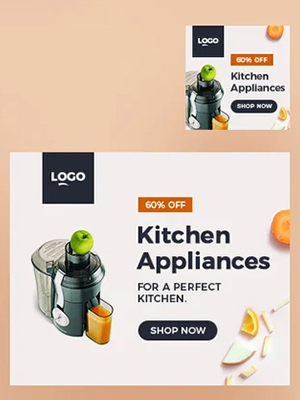 LOGO
60% OFF
Kitchen
Appliances
SHOP NOW
LOGO
60% OFF
Kitchen
Appliances
FOR A PERFECT
KITCHEN.
SHOP NOW